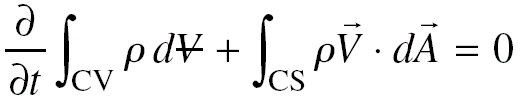 ∂/∂t ∫_CV ρ dV̶ + ∫_CS ρV⃗ · dA⃗ = 0